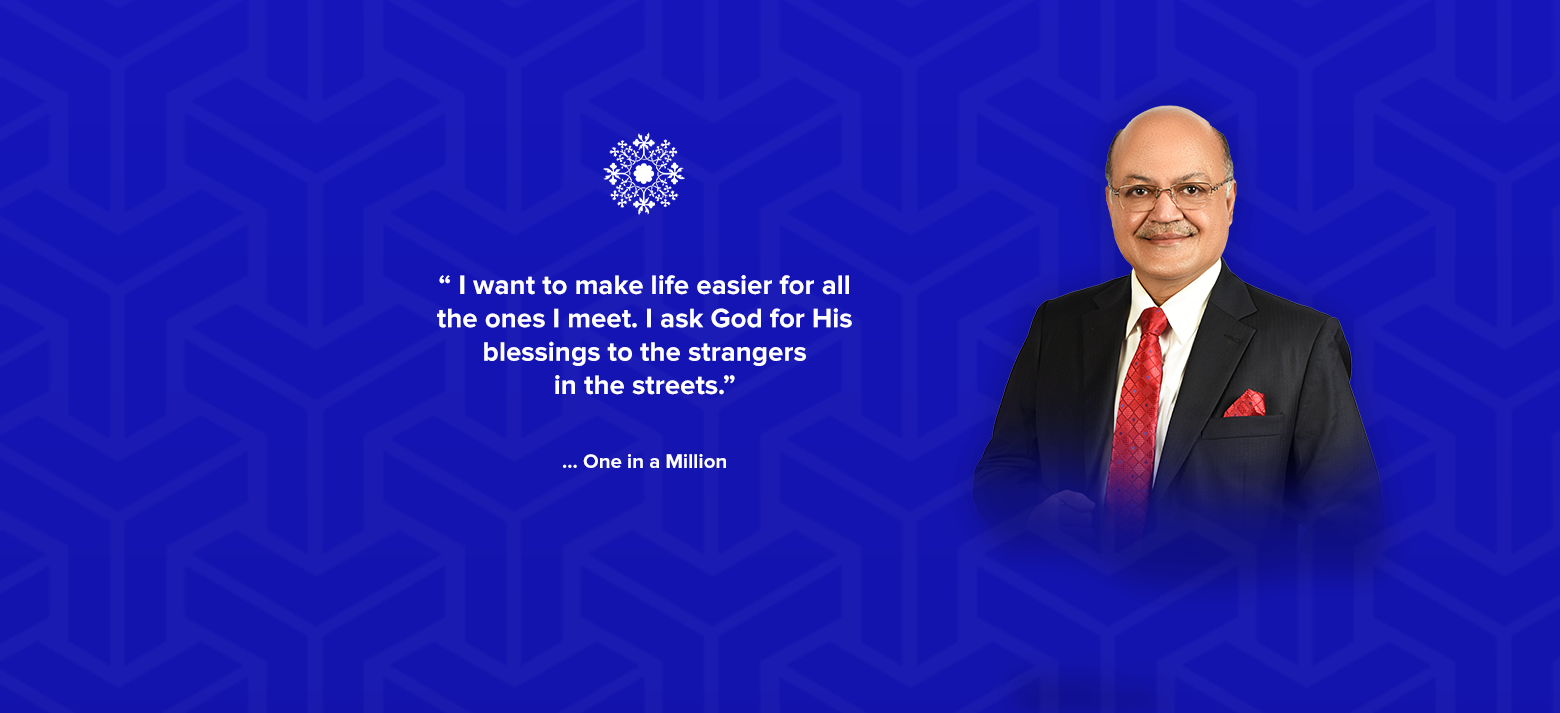 “ I want to make life easier for all
the ones I meet. I ask God for His
blessings to the strangers
in the streets.”
... One in a Million